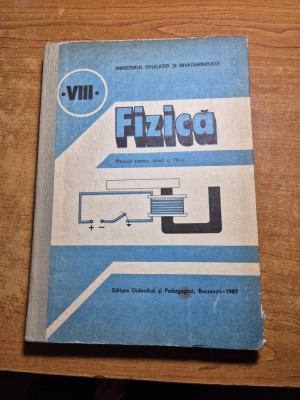 MINISTERUL EDUCAȚIEI ȘI ÎNVĂȚĂMÎNTULUI
·VIII·
Fizică
Manual pentru clasa a VIII-a
+ −
Editura Didactică și Pedagogică, București—1987